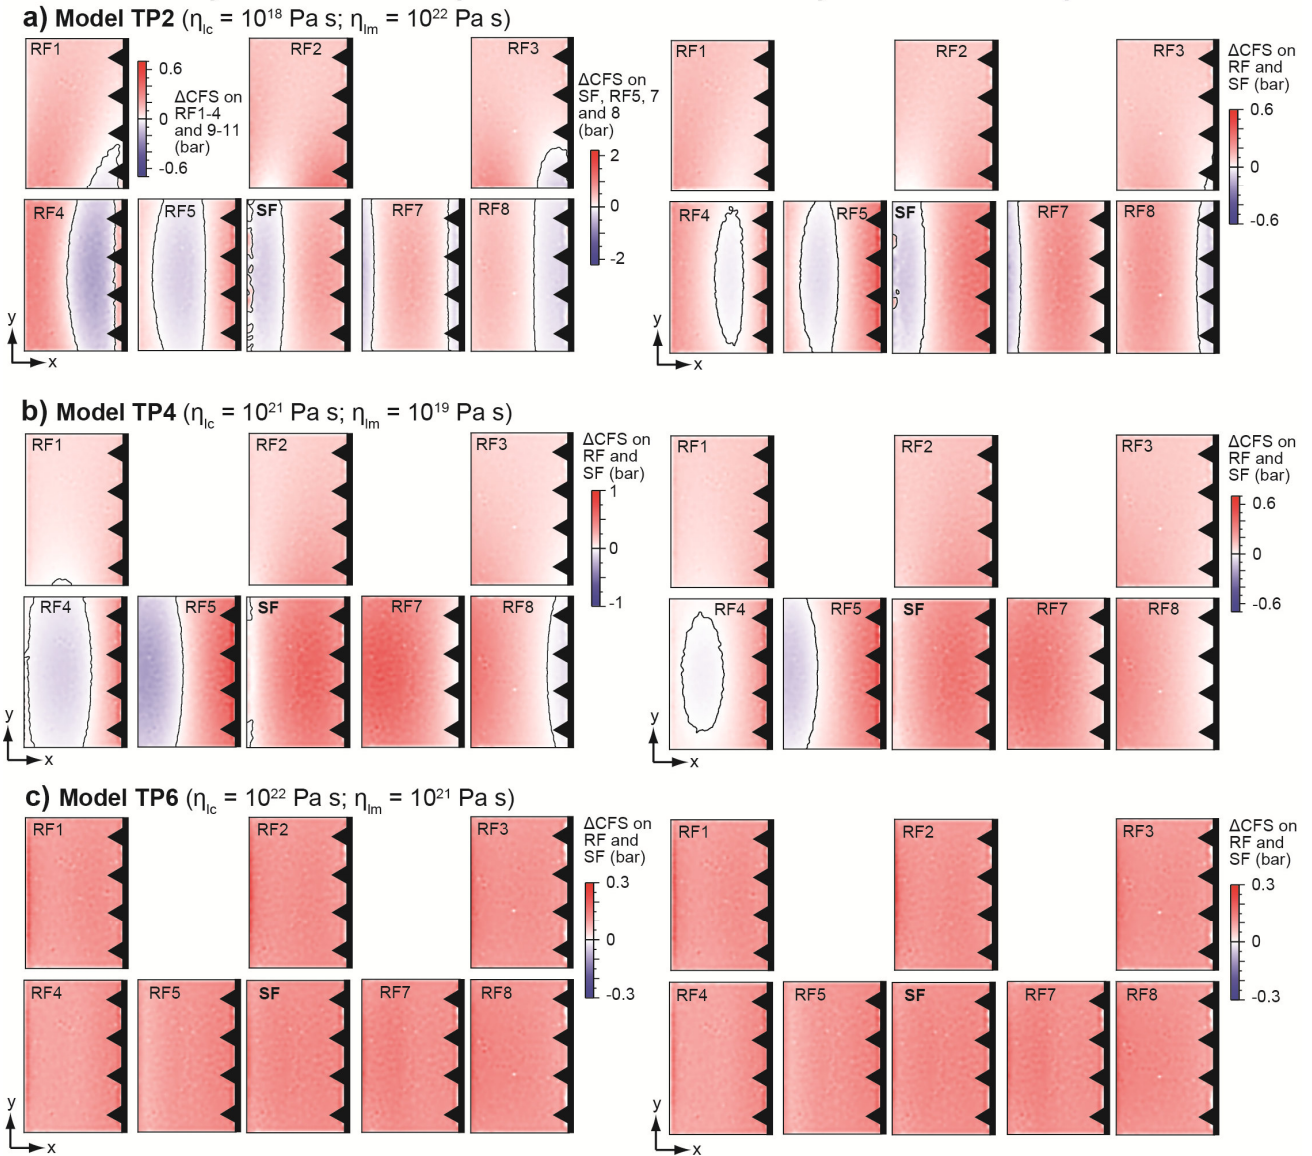 a) Model TP2 (ηlc = 10^18 Pa s; ηlm = 10^22 Pa s)
RF1
RF2
RF3
0.6
0
-0.6
ΔCFS on
RF1-4
and 9-11
(bar)
ΔCFS on
SF, RF5, 7
and 8
(bar)
2
0
-2
RF4
RF5
SF
RF7
RF8
y
x
RF1
RF2
RF3
ΔCFS on
RF and
SF (bar)
0.6
0
-0.6
RF4
RF5
SF
RF7
RF8
y
x
b) Model TP4 (ηlc = 10^21 Pa s; ηlm = 10^19 Pa s)
RF1
RF2
RF3
ΔCFS on
RF and
SF (bar)
1
0
-1
RF4
RF5
SF
RF7
RF8
y
x
RF1
RF2
RF3
ΔCFS on
RF and
SF (bar)
0.6
0
-0.6
RF4
RF5
SF
RF7
RF8
y
x
c) Model TP6 (ηlc = 10^22 Pa s; ηlm = 10^21 Pa s)
RF1
RF2
RF3
ΔCFS on
RF and
SF (bar)
0.3
0
-0.3
RF4
RF5
SF
RF7
RF8
y
x
RF1
RF2
RF3
ΔCFS on
RF and
SF (bar)
0.3
0
-0.3
RF4
RF5
SF
RF7
RF8
y
x